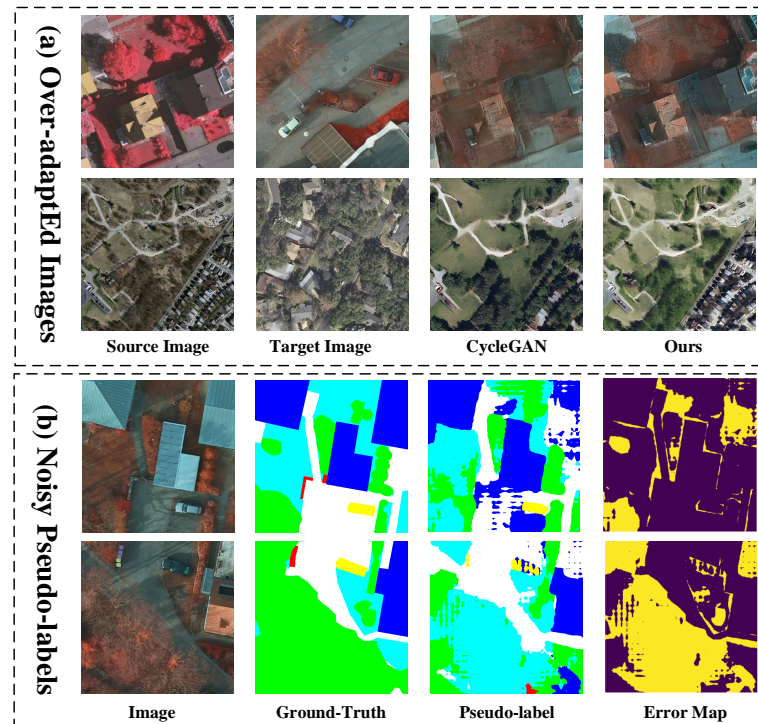 (a) Over-adaptEd Images
Source Image
Target Image
CycleGAN
Ours
(b) Noisy Pseudo-labels
Image
Ground-Truth
Pseudo-label
Error Map